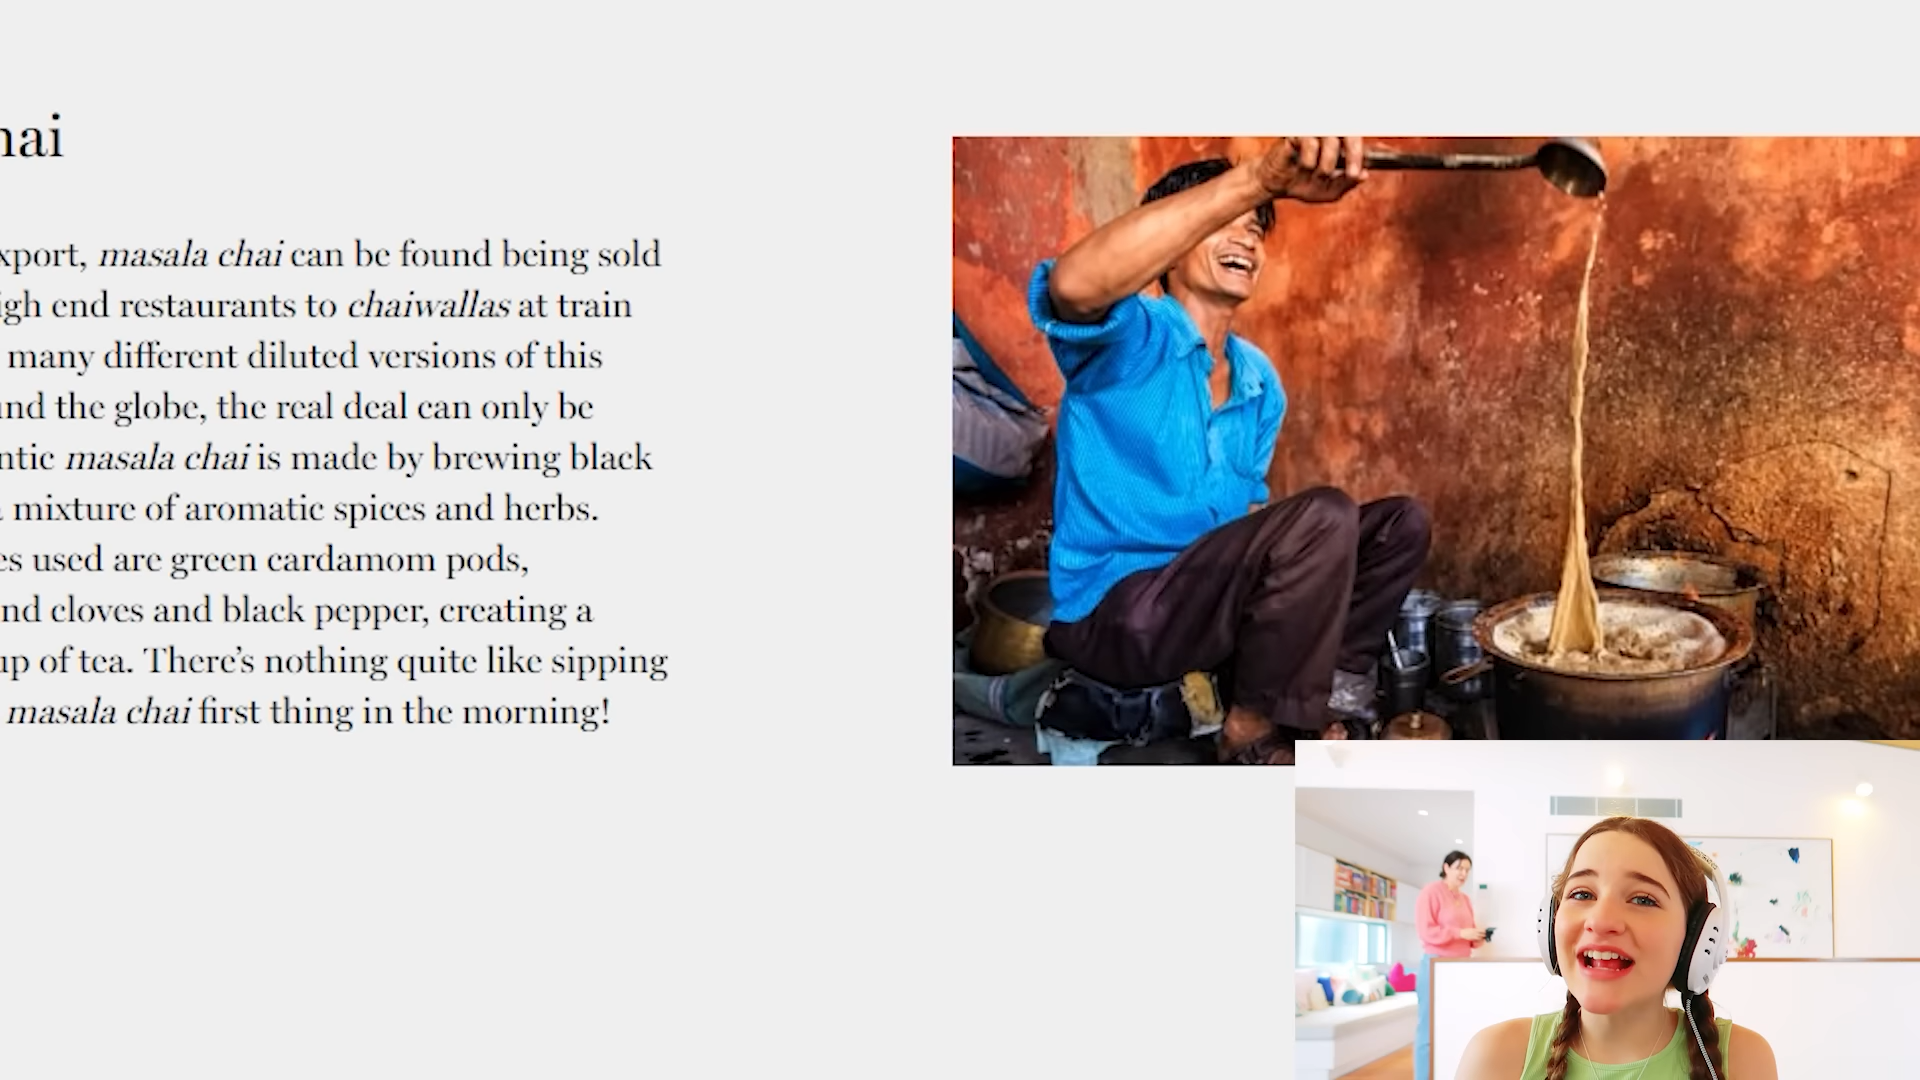 hai
xport, masala chai can be found being sold
igh end restaurants to chaiwallas at train
many different diluted versions of this
und the globe, the real deal can only be
ntic masala chai is made by brewing black
a mixture of aromatic spices and herbs.
es used are green cardamom pods,
nd cloves and black pepper, creating a
up of tea. There’s nothing quite like sipping
masala chai first thing in the morning!